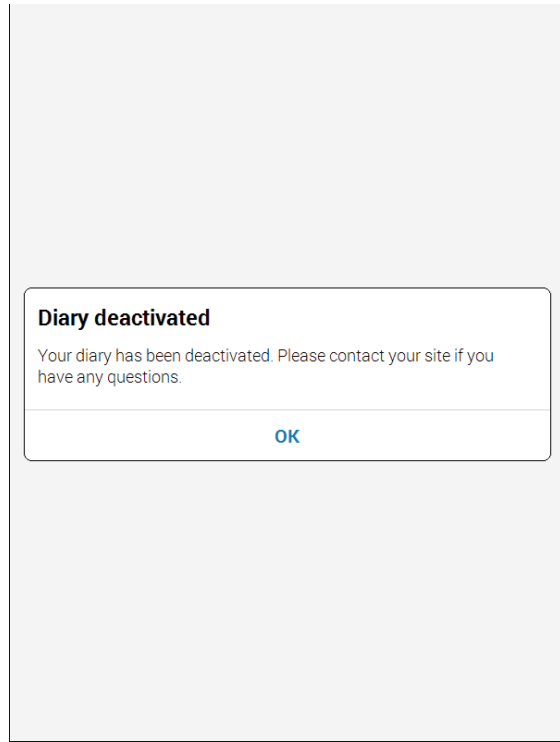 Diary deactivated
Your diary has been deactivated. Please contact your site if you
have any questions.
OK